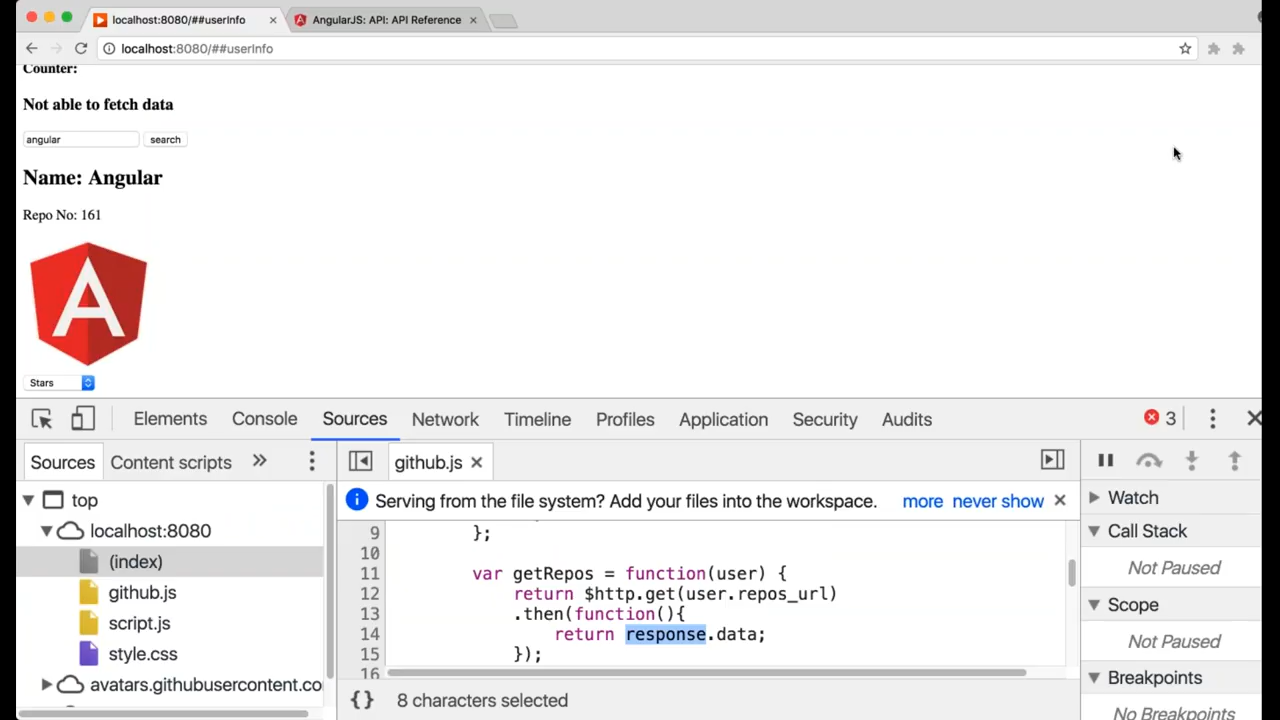 localhost:8080/##userInfo ×
AngularJS: API: API Reference ×
localhost:8080/##userInfo
Counter:
Not able to fetch data
angular search
Name: Angular
Repo No: 161
A
Stars
Elements Console Sources Network Timeline Profiles Application Security Audits 3
Sources Content scripts »
github.js ×
Serving from the file system? Add your files into the workspace. more never show ×
top
localhost:8080
(index)
github.js
script.js
style.css
avatars.githubusercontent.co
9 };
10
11 var getRepos = function(user) {
12 return $http.get(user.repos_url)
13 .then(function(){
14 return response.data;
15 });
16
{} 8 characters selected
Watch
Call Stack
Not Paused
Scope
Not Paused
Breakpoints
No Breakpoints